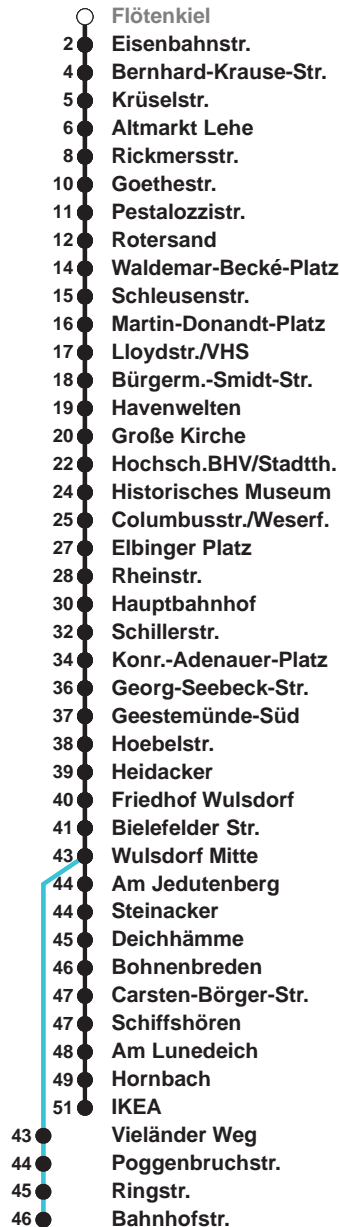 Flötenkiel
2 Eisenbahnstr.
4 Bernhard-Krause-Str.
5 Krüselstr.
6 Altmarkt Lehe
8 Rickmersstr.
10 Goethestr.
11 Pestalozzistr.
12 Rotersand
14 Waldemar-Becké-Platz
15 Schleusenstr.
16 Martin-Donandt-Platz
17 Lloydstr./VHS
18 Bürgerm.-Smidt-Str.
19 Havenwelten
20 Große Kirche
22 Hochsch.BHV/Stadtth.
24 Historisches Museum
25 Columbusstr./Weserf.
27 Elbinger Platz
28 Rheinstr.
30 Hauptbahnhof
32 Schillerstr.
34 Konr.-Adenauer-Platz
36 Georg-Seebeck-Str.
37 Geestemünde-Süd
38 Hoebelstr.
39 Heidacker
40 Friedhof Wulsdorf
41 Bielefelder Str.
43 Wulsdorf Mitte
44 Am Jedutenberg
44 Steinacker
45 Deichhämme
46 Bohnenbreden
47 Carsten-Börger-Str.
47 Schiffshören
48 Am Lunedeich
49 Hornbach
51 IKEA
43 Vieländer Weg
44 Poggenbruchstr.
45 Ringstr.
46 Bahnhofstr.